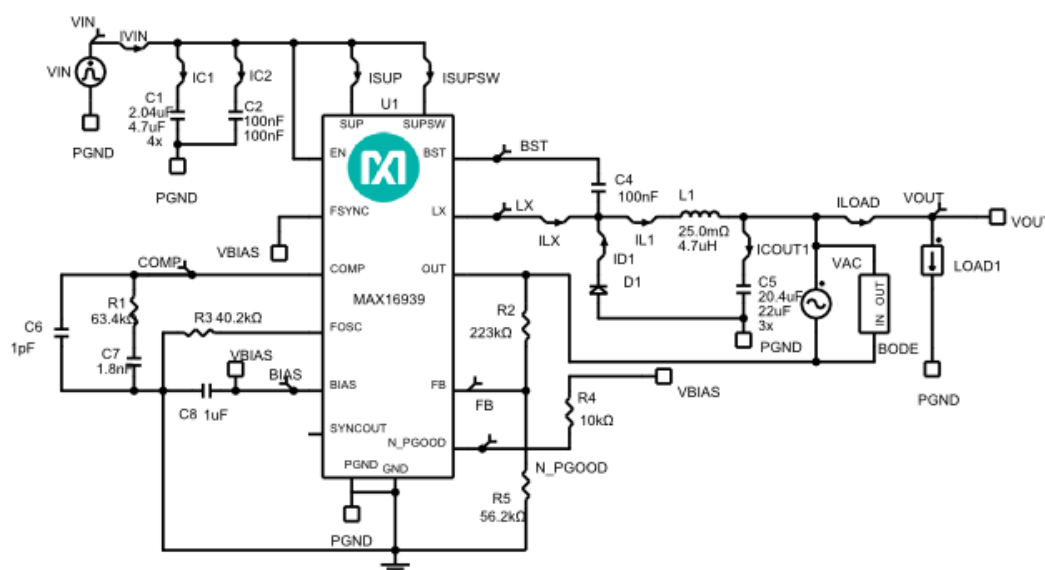 VIN
IVIN
VIN
IC1
IC2
ISUP
ISUPSW
C1
2.04uF
4.7uF
4x
C2
100nF
100nF
U1
PGND
PGND
SUP
SUPSW
EN
BST
BST
C4
100nF
L1
FSYNC
LX
LX
ILOAD
VOUT
VOUT
VBIAS
ILX
IL1
25.0mΩ
4.7uH
ICOUT1
ID1
VAC
LOAD1
COMP
COMP
OUT
D1
C5
20.4uF
22uF
3x
IN OUT
R1
63.4kΩ
MAX16939
R2
223kΩ
C6
1pF
R3 40.2kΩ
FOSC
PGND
BODE
C7
1.8nF
VBIAS
BIAS
BIAS
FB
FB
R4
10kΩ
VBIAS
PGND
C8 1uF
SYNCOUT
N_PGOOD
N_PGOOD
PGND
GND
R5
56.2kΩ
PGND